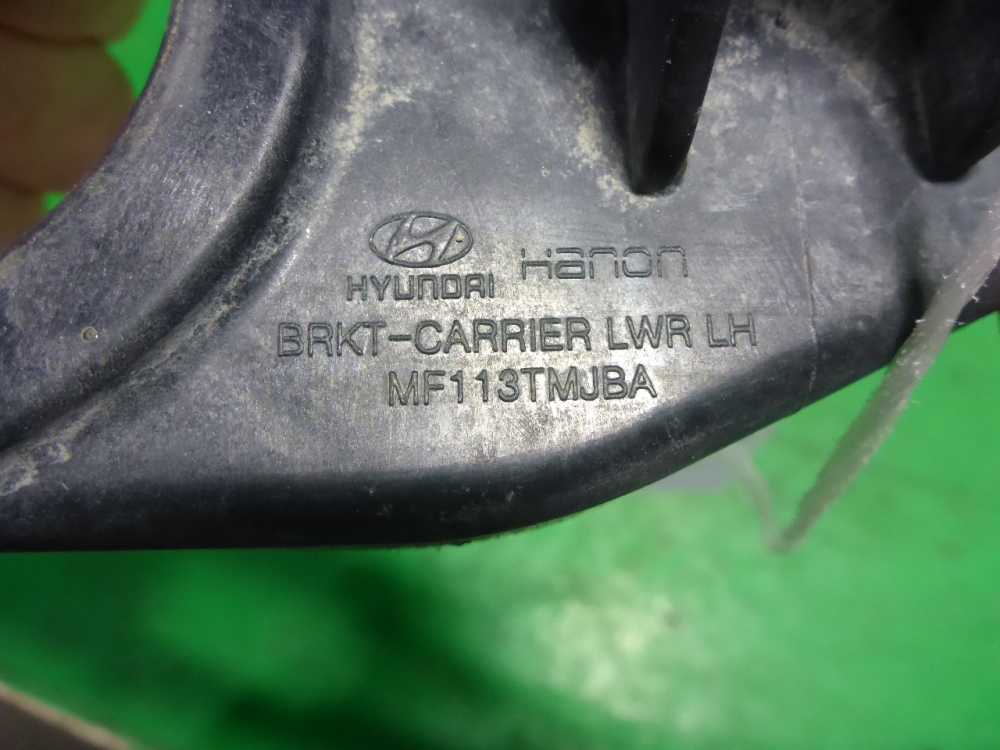 HYUNDAI Hanon
BRKT-CARRIER LWR LH
MF113TMJBA